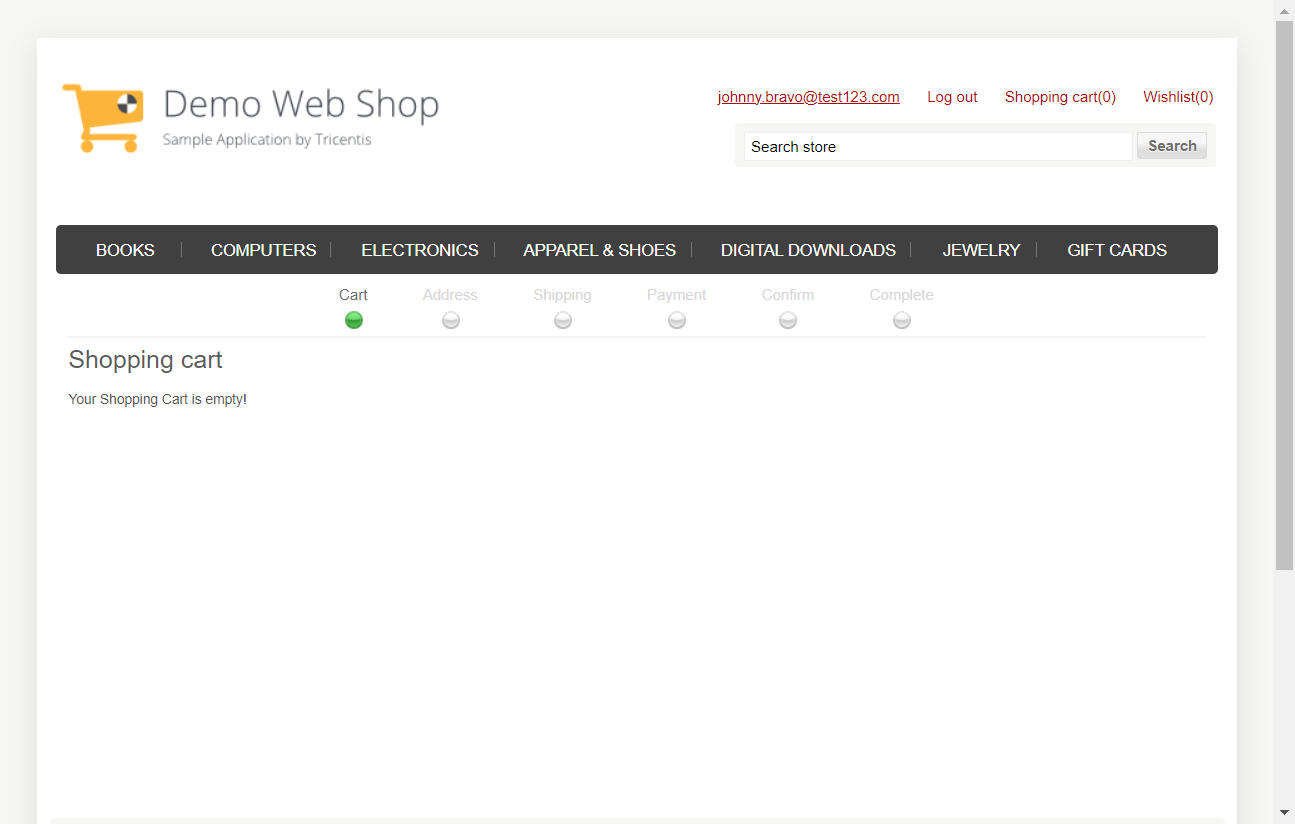 Demo Web Shop
Sample Application by Tricentis
johnny.bravo@test123.com Log out Shopping cart(0) Wishlist(0)
Search store Search
BOOKS COMPUTERS ELECTRONICS APPAREL & SHOES DIGITAL DOWNLOADS JEWELRY GIFT CARDS
Cart Address Shipping Payment Confirm Complete
Shopping cart
Your Shopping Cart is empty!